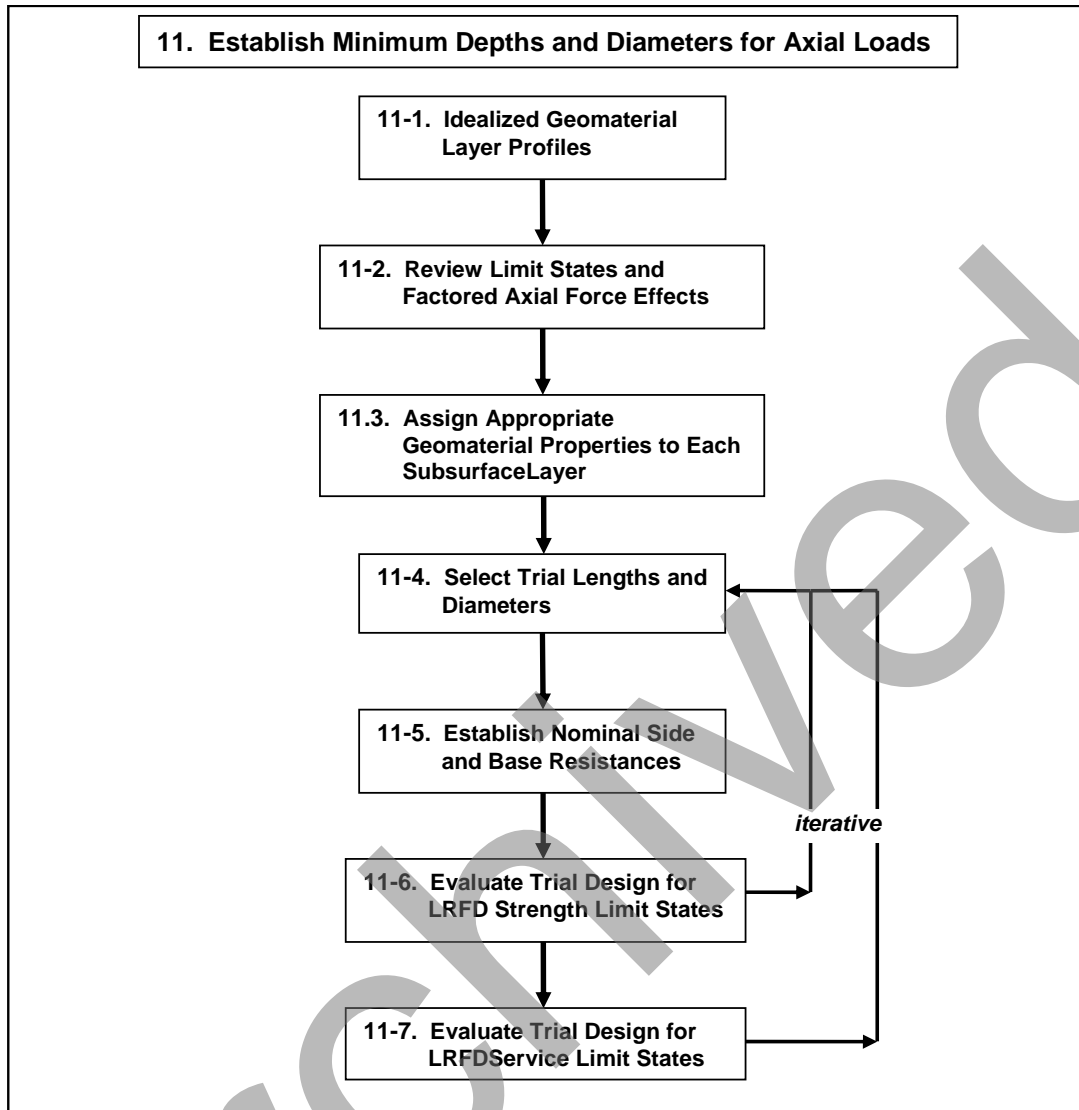 11. Establish Minimum Depths and Diameters for Axial Loads
11-1. Idealized Geomaterial
Layer Profiles
11-2. Review Limit States and
Factored Axial Force Effects
11.3. Assign Appropriate
Geomaterial Properties to Each
SubsurfaceLayer
11-4. Select Trial Lengths and
Diameters
11-5. Establish Nominal Side
and Base Resistances
iterative
11-6. Evaluate Trial Design for
LRFD Strength Limit States
11-7. Evaluate Trial Design for
LRFDService Limit States
chived